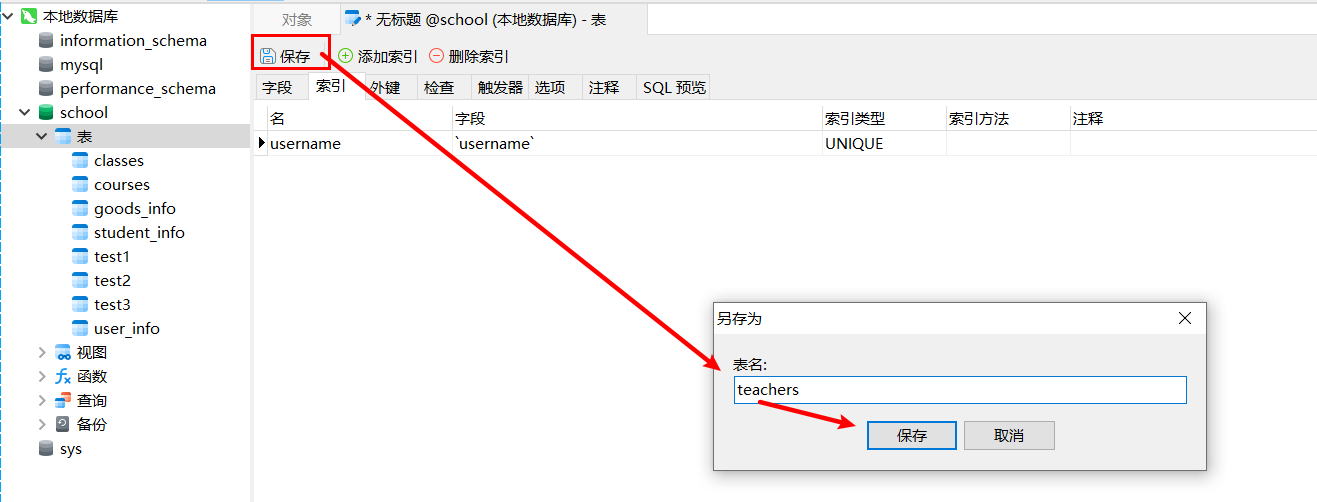 本地数据库
information_schema
mysql
performance_schema
school
表
classes
courses
goods_info
student_info
test1
test2
test3
user_info
视图
函数
查询
备份
sys
对象
* 无标题 @school (本地数据库) - 表
保存 添加索引 删除索引
字段 索引 外键 检查 触发器 选项 注释 SQL 预览
名 字段 索引类型 索引方法 注释
username `username` UNIQUE
另存为
表名:
teachers
保存 取消